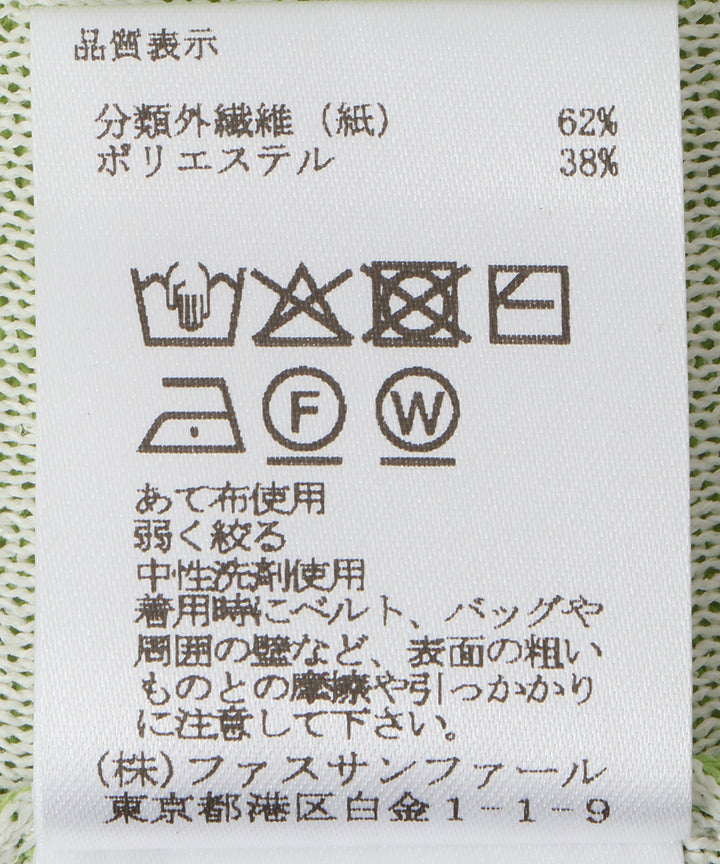 品質表示
分類外繊維（紙） 62%
ポリエステル 38%
F W
あて布使用
弱く絞る
中性洗剤使用
着用時にベルト、バッグや
周囲の壁など、表面の粗い
ものとの摩擦や引っかかり
に注意して下さい。
(株)ファスサンファール
東京都港区白金1-1-9